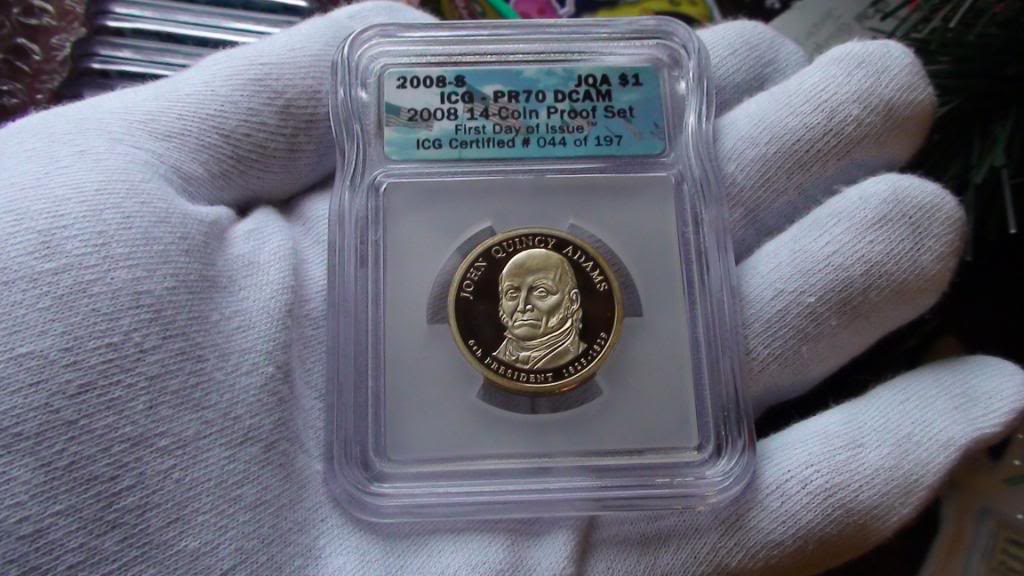 2008-S JQA $1
ICG - PR70 DCAM
2008 14-Coin Proof Set
First Day of Issue™
ICG Certified # 044 of 197
JOHN QUINCY ADAMS
6th PRESIDENT 1825-1829